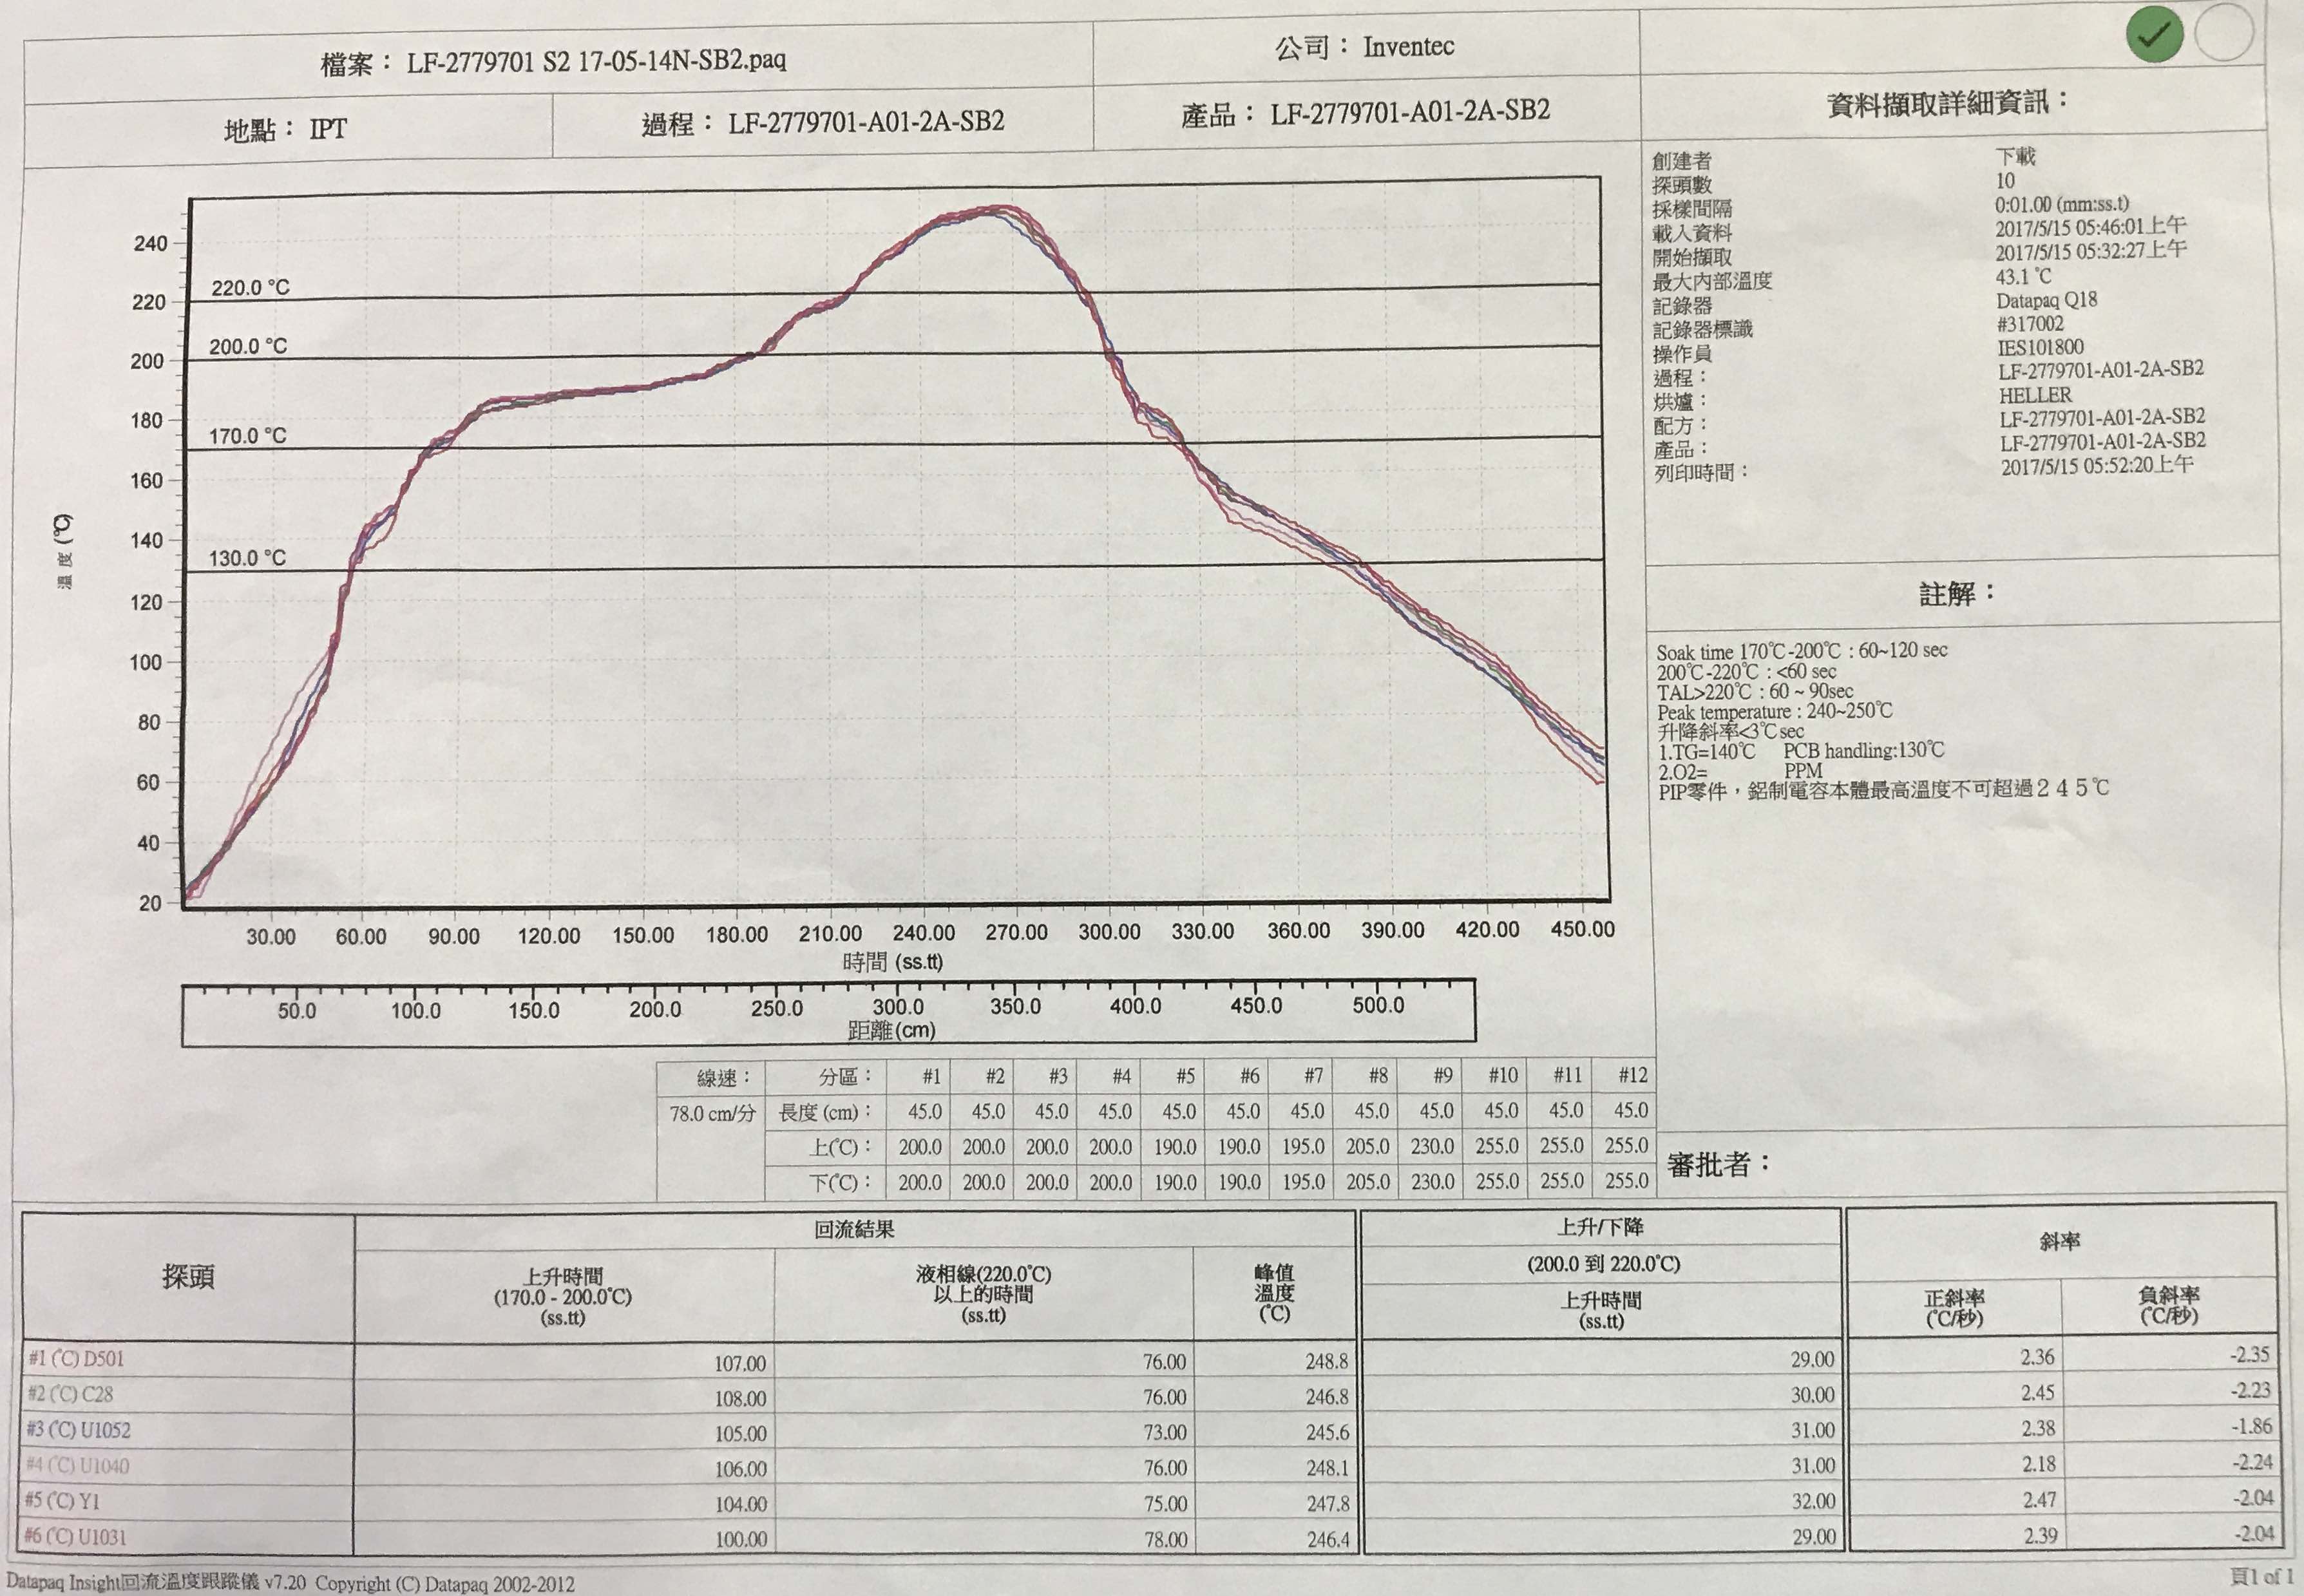 檔案： LF-2779701 S2 17-05-14N-SB2.paq
公司： Inventec
地點： IPT
過程： LF-2779701-A01-2A-SB2
產品： LF-2779701-A01-2A-SB2
資料擷取詳細資訊：
創建者 下載
探頭數 10
採樣間隔 0:01.00 (mm:ss.t)
載入資料 2017/5/15 05:46:01上午
開始擷取 2017/5/15 05:32:27上午
最大內部溫度 43.1 ℃
記錄器 Datapaq Q18
記錄器標識 #317002
操作員 IES101800
過程： LF-2779701-A01-2A-SB2
烘爐： HELLER
配方： LF-2779701-A01-2A-SB2
產品： LF-2779701-A01-2A-SB2
列印時間： 2017/5/15 05:52:20上午
溫度 (℃)
240
220
200
180
160
140
120
100
80
60
40
20
220.0 °C
200.0 °C
170.0 °C
130.0 °C
30.00 60.00 90.00 120.00 150.00 180.00 210.00 240.00 270.00 300.00 330.00 360.00 390.00 420.00 450.00
時間 (ss.tt)
50.0 100.0 150.0 200.0 250.0 300.0 350.0 400.0 450.0 500.0
距離(cm)
註解：
Soak time 170℃-200℃ : 60~120 sec
200℃-220℃ : <60 sec
TAL>220℃ : 60 ~ 90sec
Peak temperature : 240~250℃
升降斜率<3℃sec
1.TG=140℃ PCB handling:130℃
2.O2= PPM
PIP零件，鋁制電容本體最高溫度不可超過２４５℃
線速： 分區： #1 #2 #3 #4 #5 #6 #7 #8 #9 #10 #11 #12
78.0 cm/分 長度 (cm)： 45.0 45.0 45.0 45.0 45.0 45.0 45.0 45.0 45.0 45.0 45.0 45.0
上(℃)： 200.0 200.0 200.0 200.0 190.0 190.0 195.0 205.0 230.0 255.0 255.0 255.0
下(℃)： 200.0 200.0 200.0 200.0 190.0 190.0 195.0 205.0 230.0 255.0 255.0 255.0
審批者：
探頭
回流結果
上升時間
(170.0 - 200.0℃)
(ss.tt)
液相線(220.0℃)
以上的時間
(ss.tt)
峰值
溫度
(℃)
上升/下降
(200.0 到 220.0℃)
上升時間
(ss.tt)
斜率
正斜率
(℃/秒)
負斜率
(℃/秒)
#1 (℃) D501 107.00 76.00 248.8 29.00 2.36 -2.35
#2 (℃) C28 108.00 76.00 246.8 30.00 2.45 -2.23
#3 (℃) U1052 105.00 73.00 245.6 31.00 2.38 -1.86
#4 (℃) U1040 106.00 76.00 248.1 31.00 2.18 -2.24
#5 (℃) Y1 104.00 75.00 247.8 32.00 2.47 -2.04
#6 (℃) U1031 100.00 78.00 246.4 29.00 2.39 -2.04
Datapaq Insight回流溫度跟蹤儀 v7.20 Copyright (C) Datapaq 2002-2012
頁1 of 1